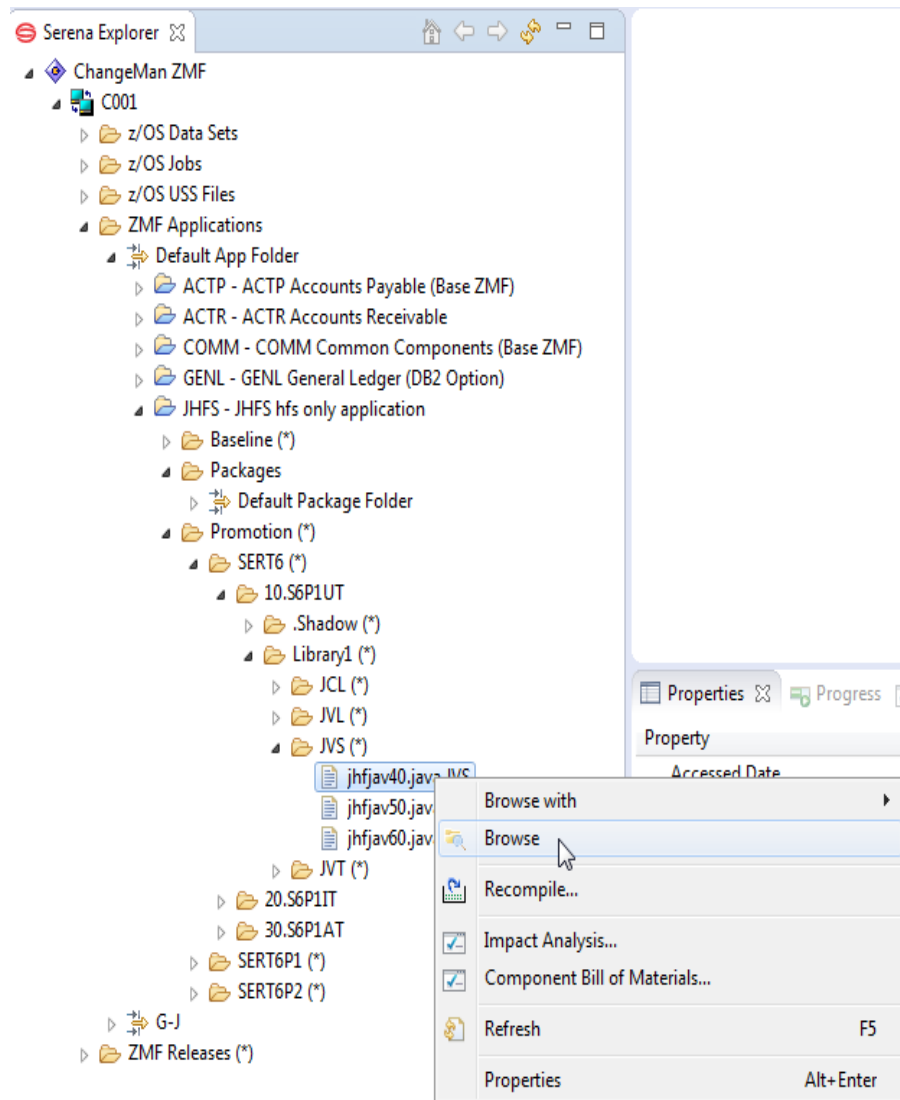 Serena Explorer
ChangeMan ZMF
C001
z/OS Data Sets
z/OS Jobs
z/OS USS Files
ZMF Applications
Default App Folder
ACTP - ACTP Accounts Payable (Base ZMF)
ACTR - ACTR Accounts Receivable
COMM - COMM Common Components (Base ZMF)
GENL - GENL General Ledger (DB2 Option)
JHFS - JHFS hfs only application
Baseline (*)
Packages
Default Package Folder
Promotion (*)
SERT6 (*)
10.S6P1UT
.Shadow (*)
Library1 (*)
JCL (*)
JVL (*)
JVS (*)
jhfjav40.java.JVS
jhfjav50.jav
jhfjav60.jav
JVT (*)
20.S6P1IT
30.S6P1AT
SERT6P1 (*)
SERT6P2 (*)
G-J
ZMF Releases (*)
Properties Progress
Property
Accessed Date
Browse with
Browse
Recompile...
Impact Analysis...
Component Bill of Materials...
Refresh F5
Properties Alt+Enter